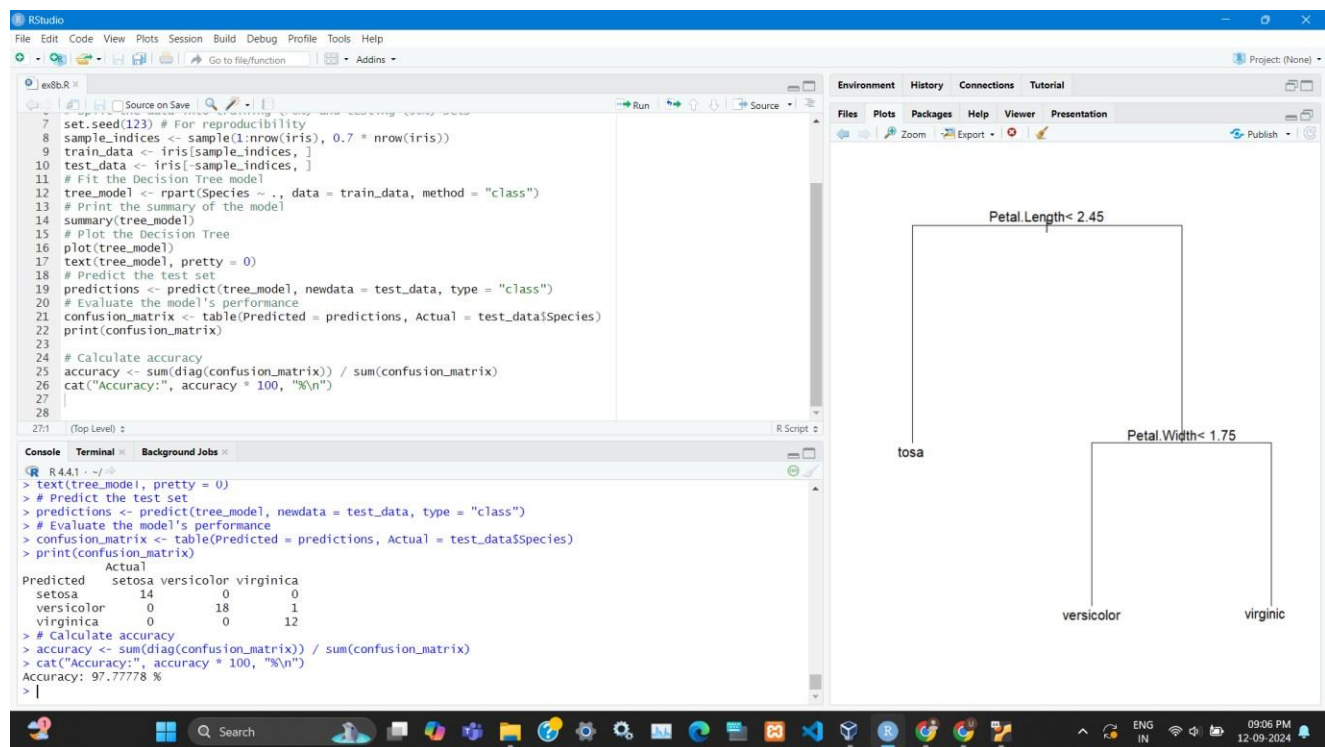 RStudio
File Edit Code View Plots Session Build Debug Profile Tools Help
Go to file/function Addins Project: (None)
ex8b.R
Source on Save Run Source
6 # Split the data into training (70%) and testing (30%) sets
7 set.seed(123) # For reproducibility
8 sample_indices <- sample(1:nrow(iris), 0.7 * nrow(iris))
9 train_data <- iris[sample_indices, ]
10 test_data <- iris[-sample_indices, ]
11 # Fit the Decision Tree model
12 tree_model <- rpart(Species ~ ., data = train_data, method = "class")
13 # Print the summary of the model
14 summary(tree_model)
15 # Plot the Decision Tree
16 plot(tree_model)
17 text(tree_model, pretty = 0)
18 # Predict the test set
19 predictions <- predict(tree_model, newdata = test_data, type = "class")
20 # Evaluate the model's performance
21 confusion_matrix <- table(Predicted = predictions, Actual = test_data$Species)
22 print(confusion_matrix)
23
24 # Calculate accuracy
25 accuracy <- sum(diag(confusion_matrix)) / sum(confusion_matrix)
26 cat("Accuracy:", accuracy * 100, "%\n")
27
28
27:1 (Top Level) R Script
Console Terminal Background Jobs
R 4.4.1 · ~/
> text(tree_model, pretty = 0)
> # Predict the test set
> predictions <- predict(tree_model, newdata = test_data, type = "class")
> # Evaluate the model's performance
> confusion_matrix <- table(Predicted = predictions, Actual = test_data$Species)
> print(confusion_matrix)
Actual
Predicted setosa versicolor virginica
setosa 14 0 0
versicolor 0 18 1
virginica 0 0 12
> # Calculate accuracy
> accuracy <- sum(diag(confusion_matrix)) / sum(confusion_matrix)
> cat("Accuracy:", accuracy * 100, "%\n")
Accuracy: 97.77778 %
>
Environment History Connections Tutorial
Files Plots Packages Help Viewer Presentation
Zoom Export Publish
Petal.Length< 2.45
Petal.Width< 1.75
tosa
versicolor virginic
Search
ENG
IN
09:06 PM
12-09-2024